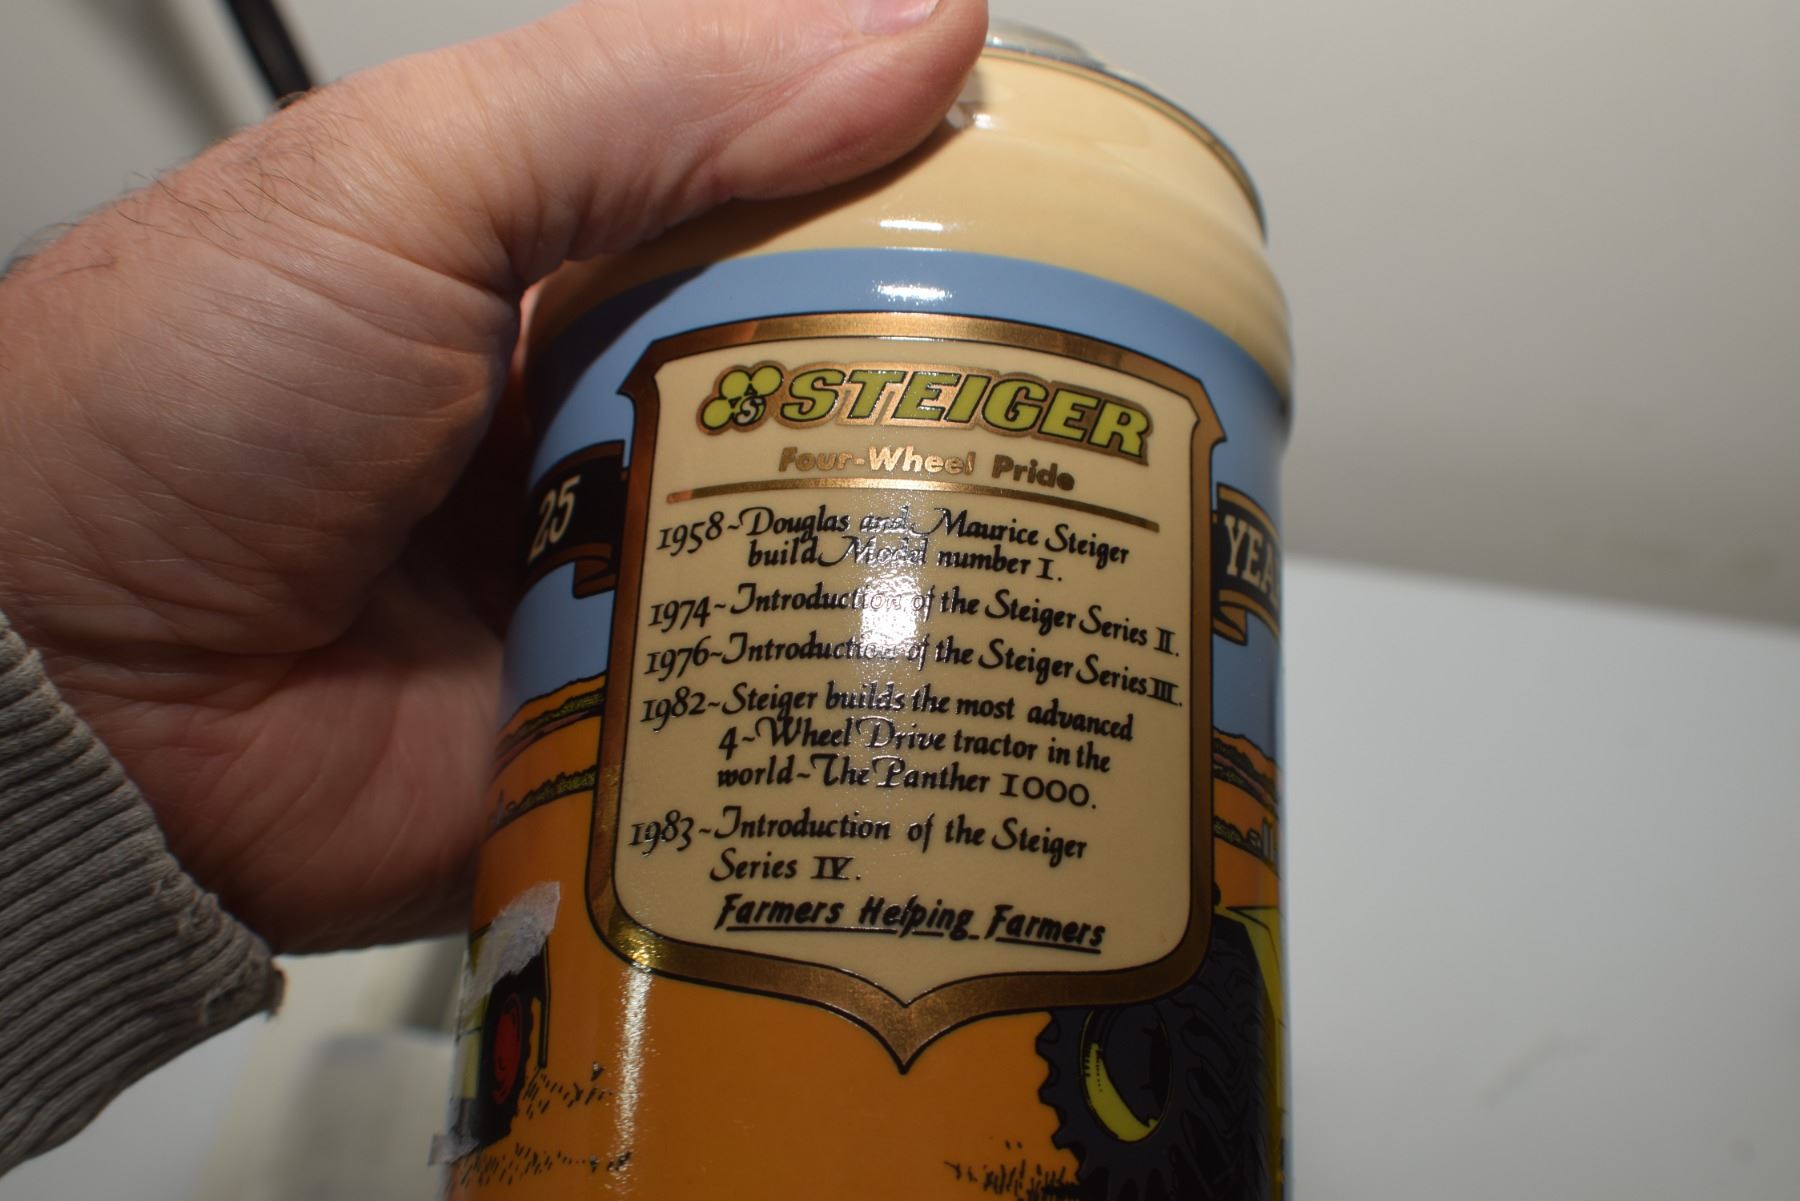 S STEIGER
Four-Wheel Pride
25
YEA
1958~Douglas and Maurice Steiger
build Model number I.
1974~Introduction of the Steiger Series II.
1976~Introduction of the Steiger Series III.
1982~Steiger builds the most advanced
4~Wheel Drive tractor in the
world~The Panther 1000.
1983~Introduction of the Steiger
Series IV.
Farmers Helping Farmers